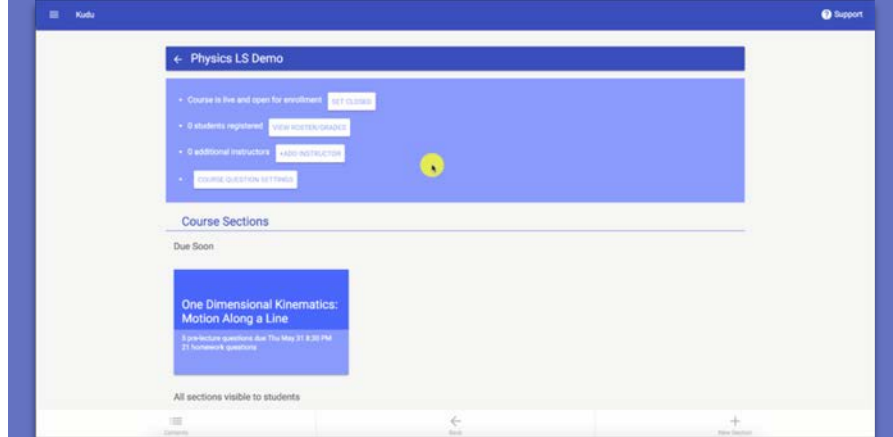 Kudu
Support
Physics LS Demo
Course is live and open for enrollment SET CLOSED
0 students registered VIEW ROSTER/GRADES
0 additional instructors +ADD INSTRUCTOR
COURSE QUESTION SETTINGS
Course Sections
Due Soon
One Dimensional Kinematics:
Motion Along a Line
5 pre-lecture questions due Thu May 31 8:30 PM
21 homework questions
All sections visible to students
Contents
Back
New Section